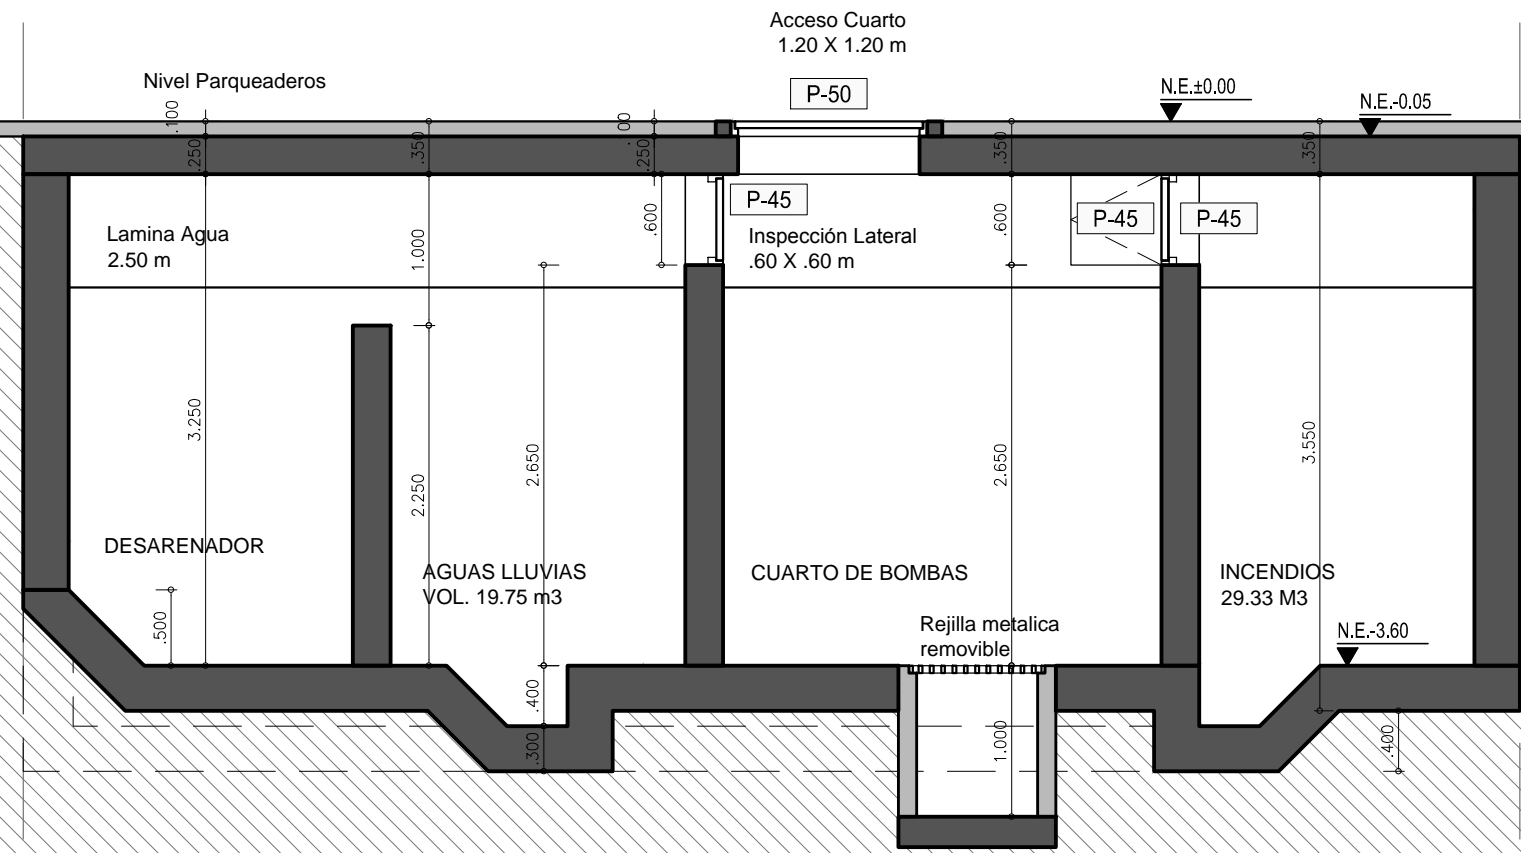 Acceso Cuarto
1.20 X 1.20 m
Nivel Parqueaderos
P-50
N.E.±0.00
N.E.-0.05
.100
.250
.350
.00
.250
.350
.350
P-45
P-45
P-45
.600
.600
Lamina Agua
2.50 m
1.000
Inspección Lateral
.60 X .60 m
3.250
2.250
2.650
2.650
3.550
DESARENADOR
AGUAS LLUVIAS
VOL. 19.75 m3
CUARTO DE BOMBAS
INCENDIOS
29.33 M3
.500
Rejilla metalica
removible
N.E.-3.60
.400
.300
1.000
.400